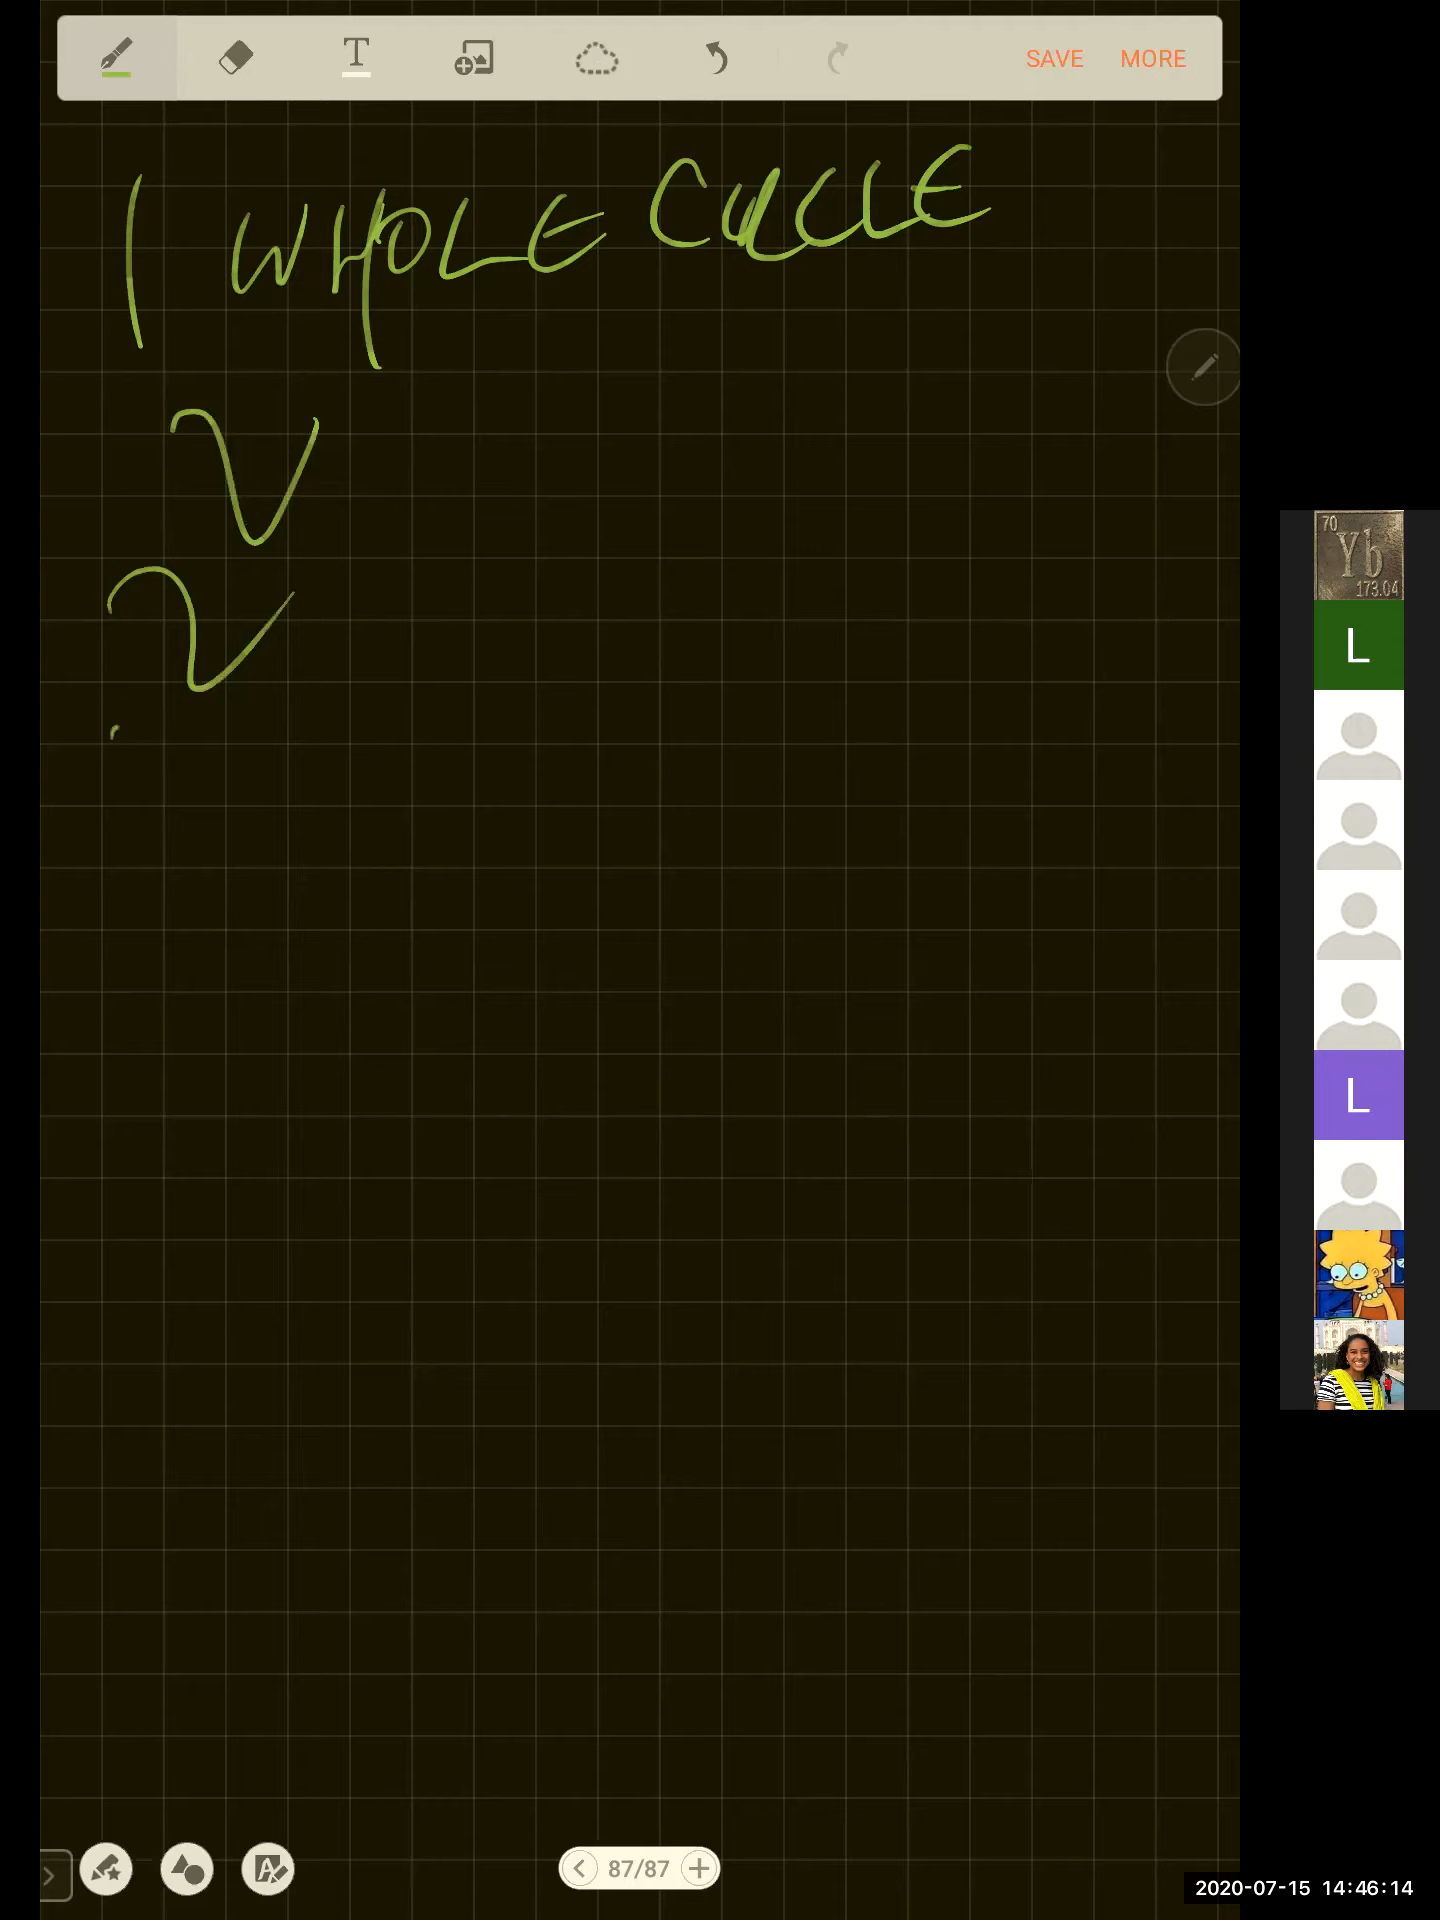 SAVE MORE
1 WHOLE CIRCLE
70
Yb
173.04
L
L
87/87
2020-07-15 14:46:14